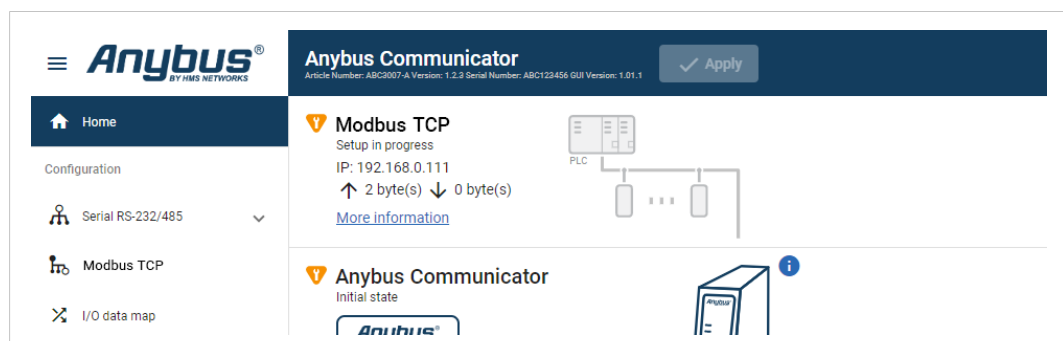 Anybus®
BY HMS NETWORKS
Anybus Communicator
Article Number: ABC3007-A Version: 1.2.3 Serial Number: ABC123456 GUI Version: 1.01.1
Apply
Home
Configuration
Serial RS-232/485
Modbus TCP
I/O data map
Modbus TCP
Setup in progress
IP: 192.168.0.111
2 byte(s) 0 byte(s)
More information
PLC
Anybus Communicator
Initial state
Anybus®
Anybus